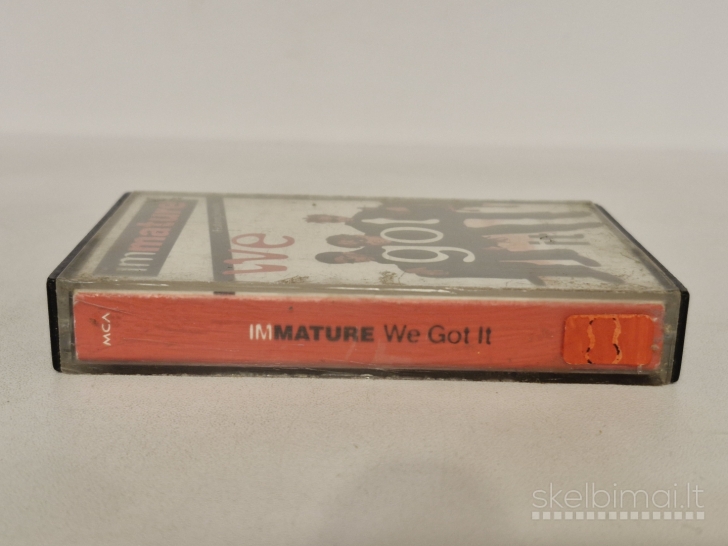 immature
we
got
MCA
IMMATURE We Got It
skelbimai.lt